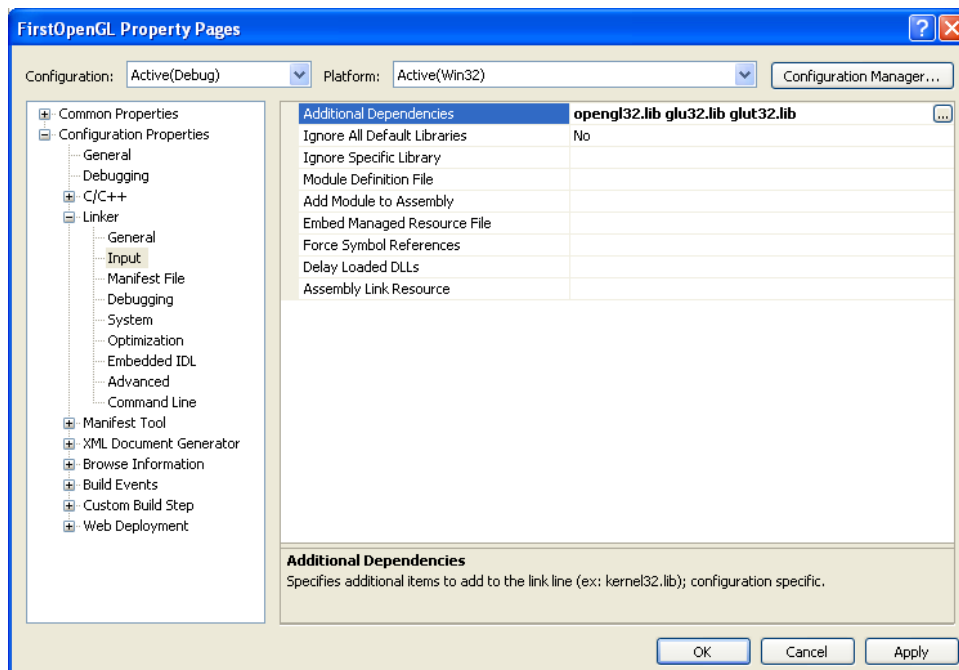 FirstOpenGL Property Pages
Configuration: Active(Debug) Platform: Active(Win32) Configuration Manager...
Common Properties
Configuration Properties
General
Debugging
C/C++
Linker
General
Input
Manifest File
Debugging
System
Optimization
Embedded IDL
Advanced
Command Line
Manifest Tool
XML Document Generator
Browse Information
Build Events
Custom Build Step
Web Deployment
Additional Dependencies opengl32.lib glu32.lib glut32.lib ...
Ignore All Default Libraries No
Ignore Specific Library
Module Definition File
Add Module to Assembly
Embed Managed Resource File
Force Symbol References
Delay Loaded DLLs
Assembly Link Resource
Additional Dependencies
Specifies additional items to add to the link line (ex: kernel32.lib); configuration specific.
OK Cancel Apply